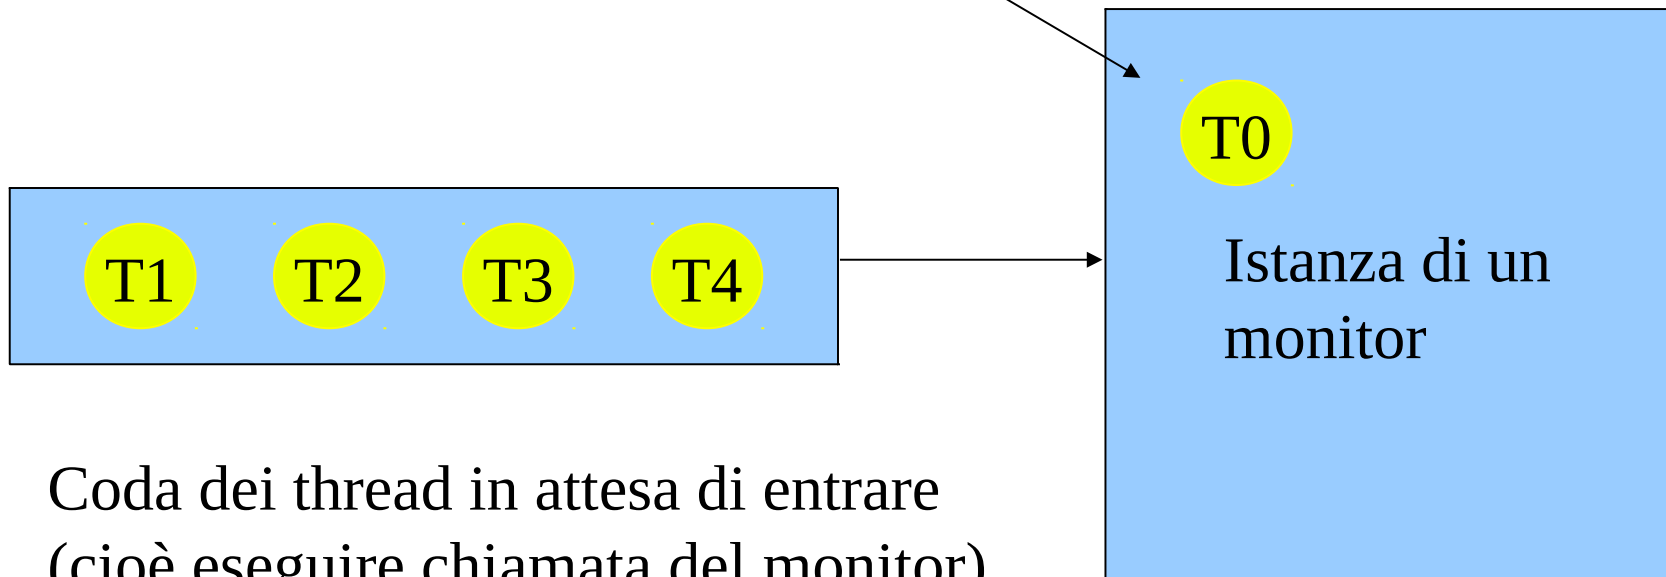 T0
T1 T2 T3 T4
Istanza di un
monitor
Coda dei thread in attesa di entrare
(cioè eseguire chiamata del monitor)